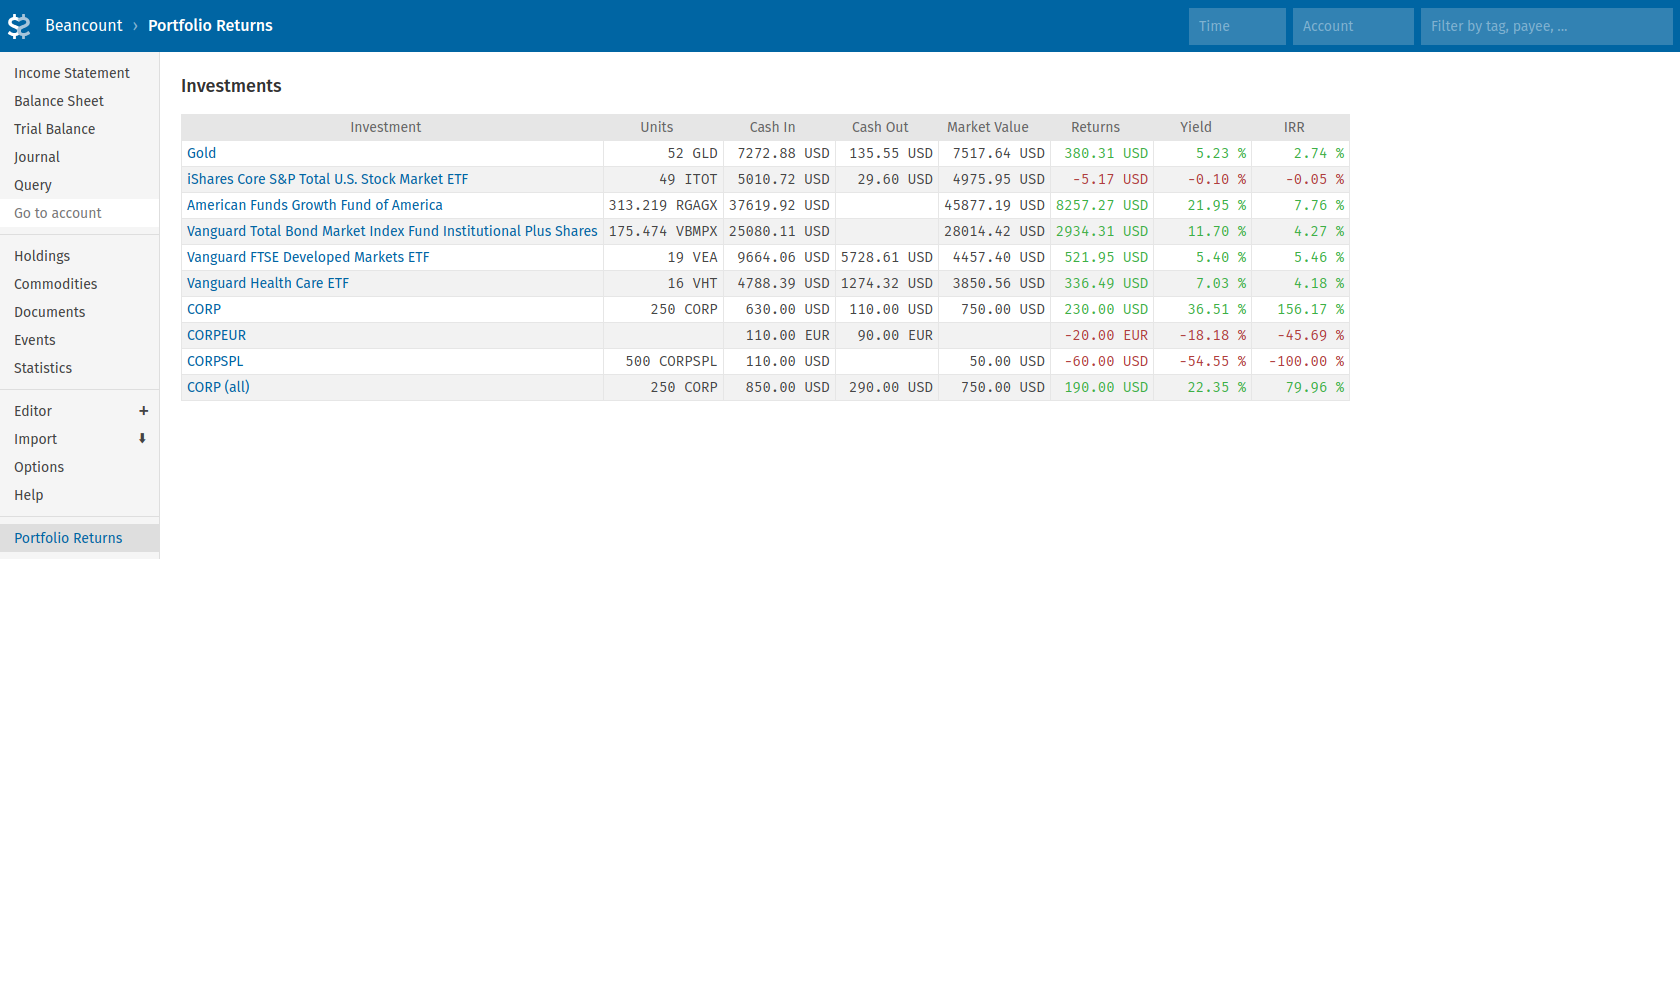 Beancount › Portfolio Returns Time Account Filter by tag, payee, ...
Income Statement
Balance Sheet
Trial Balance
Journal
Query
Go to account
Holdings
Commodities
Documents
Events
Statistics
Editor +
Import
Options
Help
Portfolio Returns
Investments
Investment Units Cash In Cash Out Market Value Returns Yield IRR
Gold 52 GLD 7272.88 USD 135.55 USD 7517.64 USD 380.31 USD 5.23 % 2.74 %
iShares Core S&P Total U.S. Stock Market ETF 49 ITOT 5010.72 USD 29.60 USD 4975.95 USD -5.17 USD -0.10 % -0.05 %
American Funds Growth Fund of America 313.219 RGAGX 37619.92 USD 45877.19 USD 8257.27 USD 21.95 % 7.76 %
Vanguard Total Bond Market Index Fund Institutional Plus Shares 175.474 VBMPX 25080.11 USD 28014.42 USD 2934.31 USD 11.70 % 4.27 %
Vanguard FTSE Developed Markets ETF 19 VEA 9664.06 USD 5728.61 USD 4457.40 USD 521.95 USD 5.40 % 5.46 %
Vanguard Health Care ETF 16 VHT 4788.39 USD 1274.32 USD 3850.56 USD 336.49 USD 7.03 % 4.18 %
CORP 250 CORP 630.00 USD 110.00 USD 750.00 USD 230.00 USD 36.51 % 156.17 %
CORPEUR 110.00 EUR 90.00 EUR -20.00 EUR -18.18 % -45.69 %
CORPSPL 500 CORPSPL 110.00 USD 50.00 USD -60.00 USD -54.55 % -100.00 %
CORP (all) 250 CORP 850.00 USD 290.00 USD 750.00 USD 190.00 USD 22.35 % 79.96 %